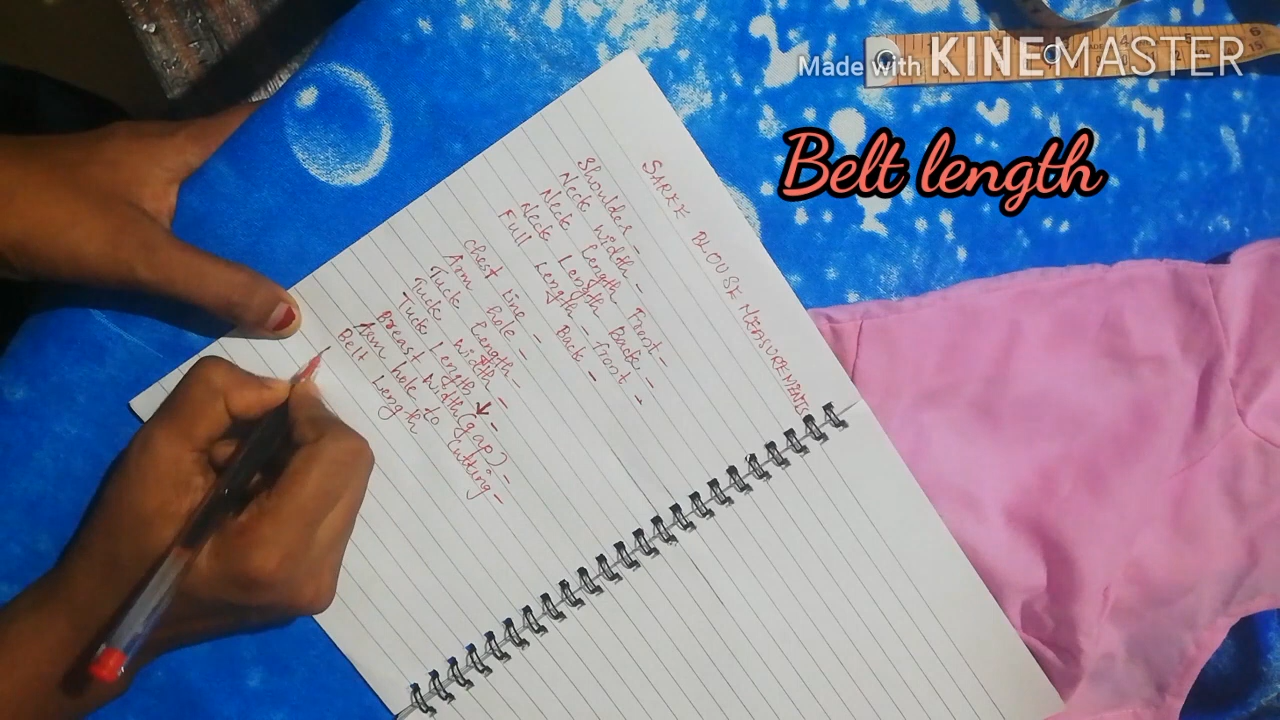 Made with KINEMASTER
Belt length
SAREE BLOUSE MEASUREMENTS
Shoulder -
Neck width -
Neck Length Front -
Neck Length Back -
Full Length - front -
Back -
Chest Line -
Arm hole -
Tuck Length -
Tuck width -
Tuck Length ↓ -
Breast width (gap) -
Arm hole to Cutting -
Belt Length